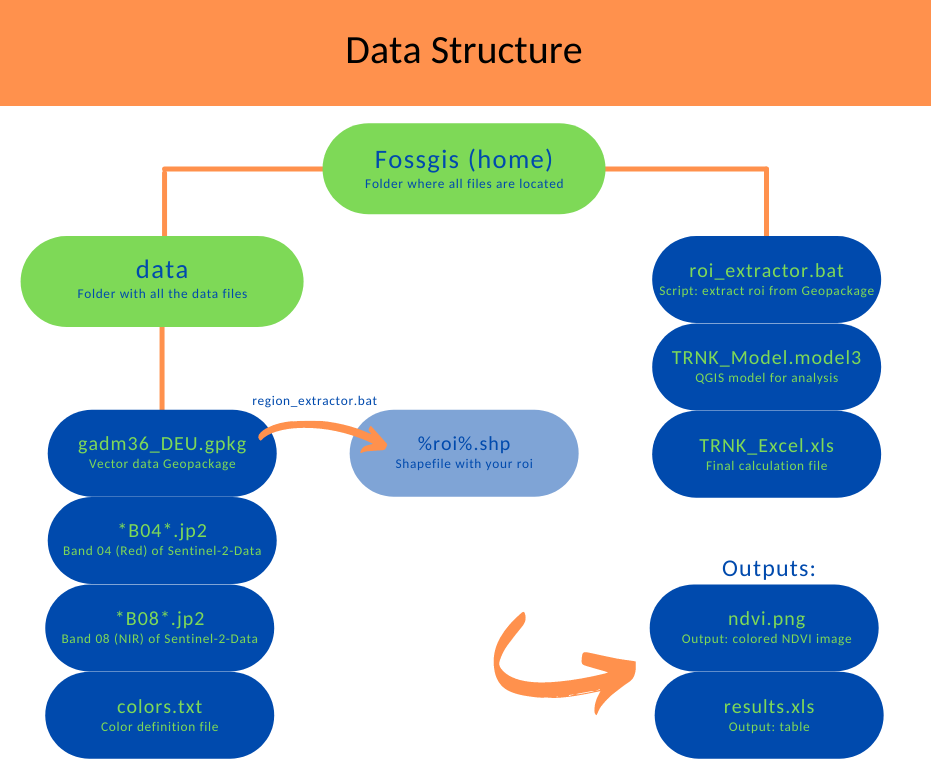 Data Structure
Fossgis (home)
Folder where all files are located
data
Folder with all the data files
roi_extractor.bat
Script: extract roi from Geopackage
TRNK_Model.model3
QGIS model for analysis
TRNK_Excel.xls
Final calculation file
region_extractor.bat
gadm36_DEU.gpkg
Vector data Geopackage
%roi%.shp
Shapefile with your roi
*B04*.jp2
Band 04 (Red) of Sentinel-2-Data
*B08*.jp2
Band 08 (NIR) of Sentinel-2-Data
colors.txt
Color definition file
Outputs:
ndvi.png
Output: colored NDVI image
results.xls
Output: table